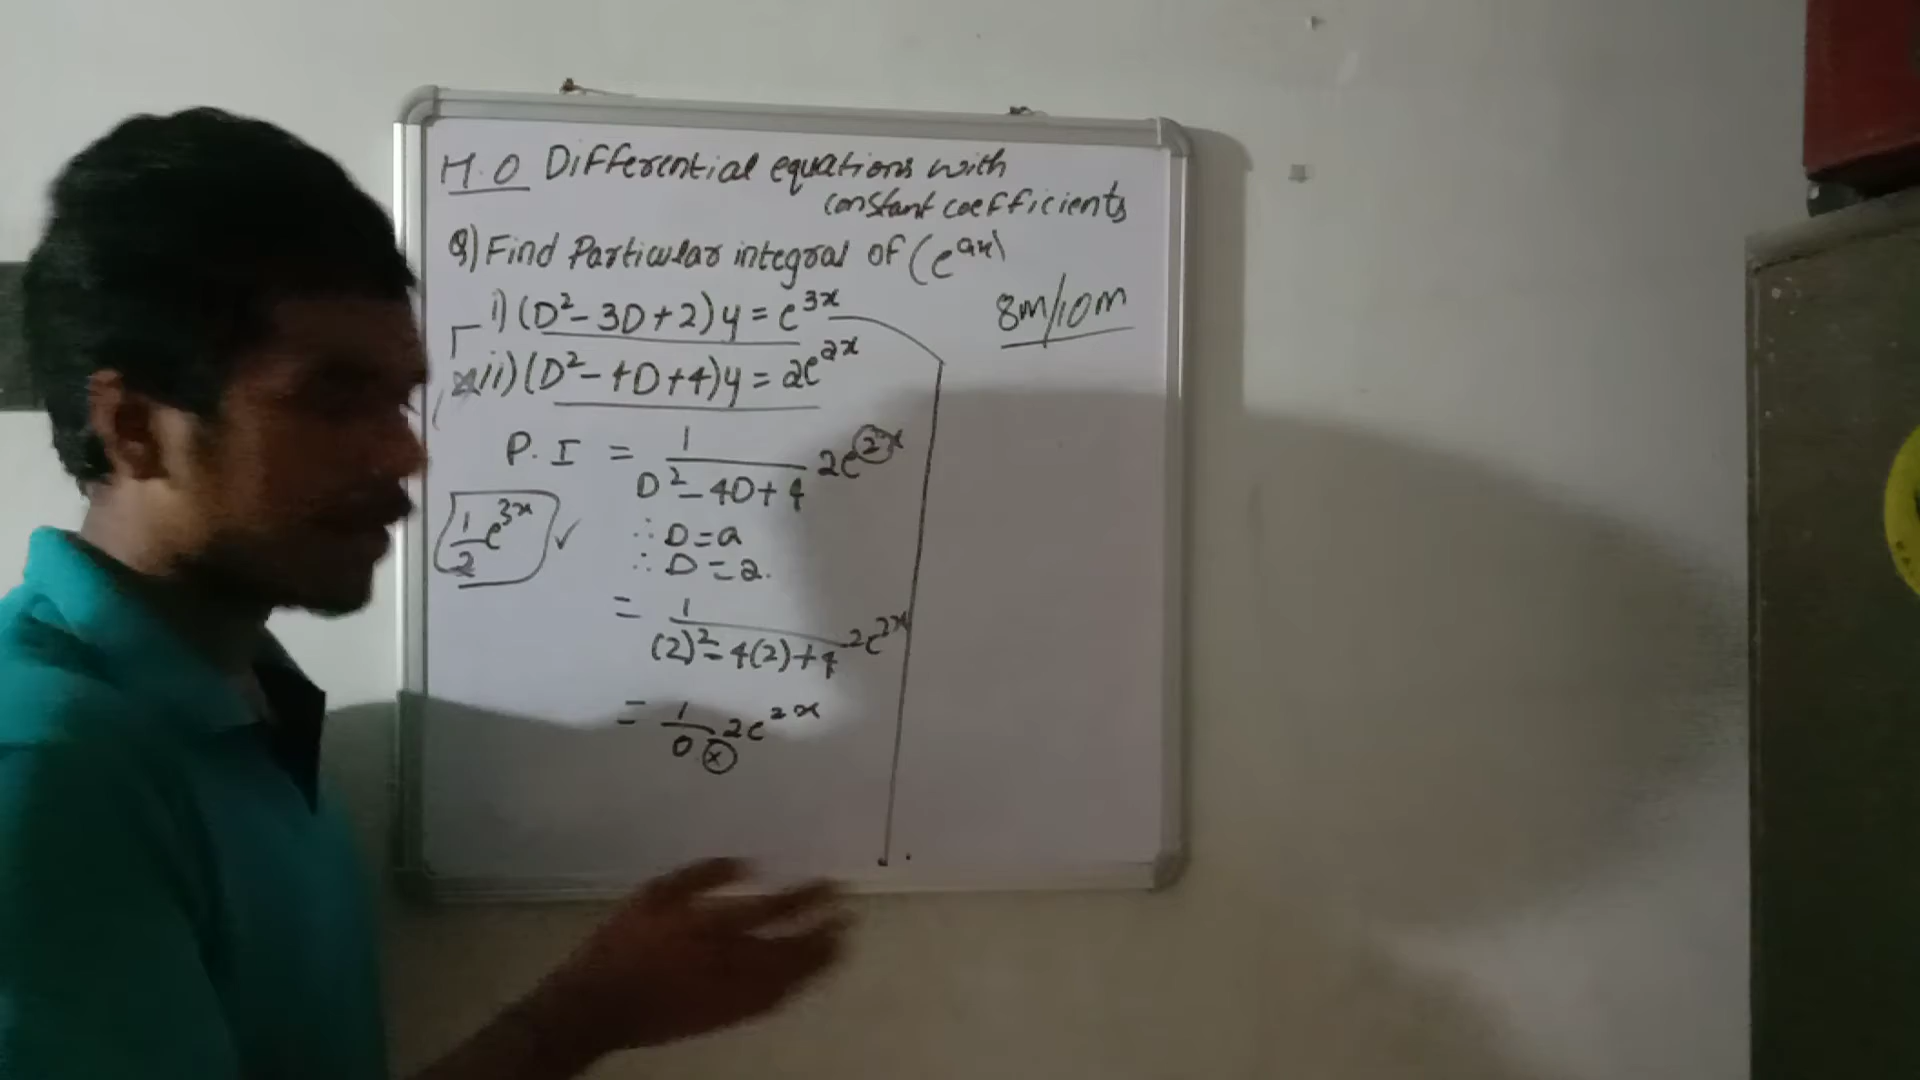 H.O Differential equations with
constant coefficients
Q) Find Particular integral of (e^ax)
i) (D²-3D+2)y = e^3x
8m/10m
ii) (D²-4D+4)y = 2e^2x
P.I = 1/(D²-4D+4) 2e^2x
1/2 e^3x ✓
∴ D=a
∴ D=2.
= 1/((2)²-4(2)+4) 2e^2x
= 1/0 2e^2x
x